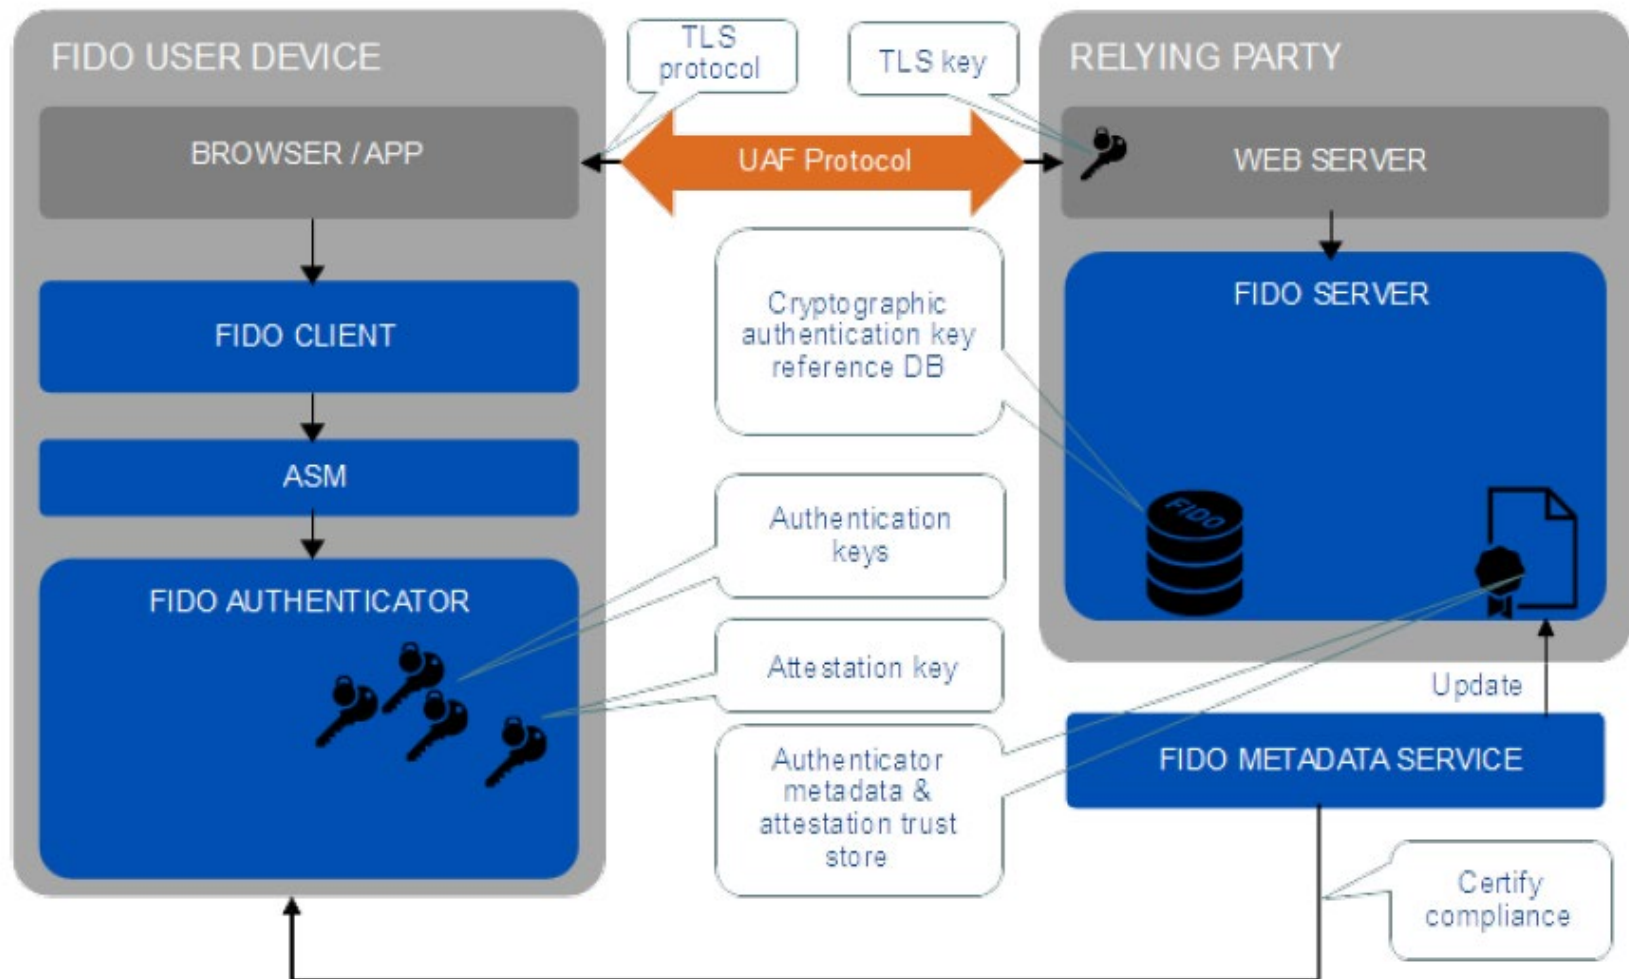 FIDO USER DEVICE
TLS
protocol
TLS key
RELYING PARTY
BROWSER / APP
UAF Protocol
WEB SERVER
FIDO CLIENT
Cryptographic
authentication key
reference DB
FIDO SERVER
ASM
Authentication
keys
FIDO
FIDO AUTHENTICATOR
Attestation key
Update
Authenticator
metadata &
attestation trust
store
FIDO METADATA SERVICE
Certify
compliance